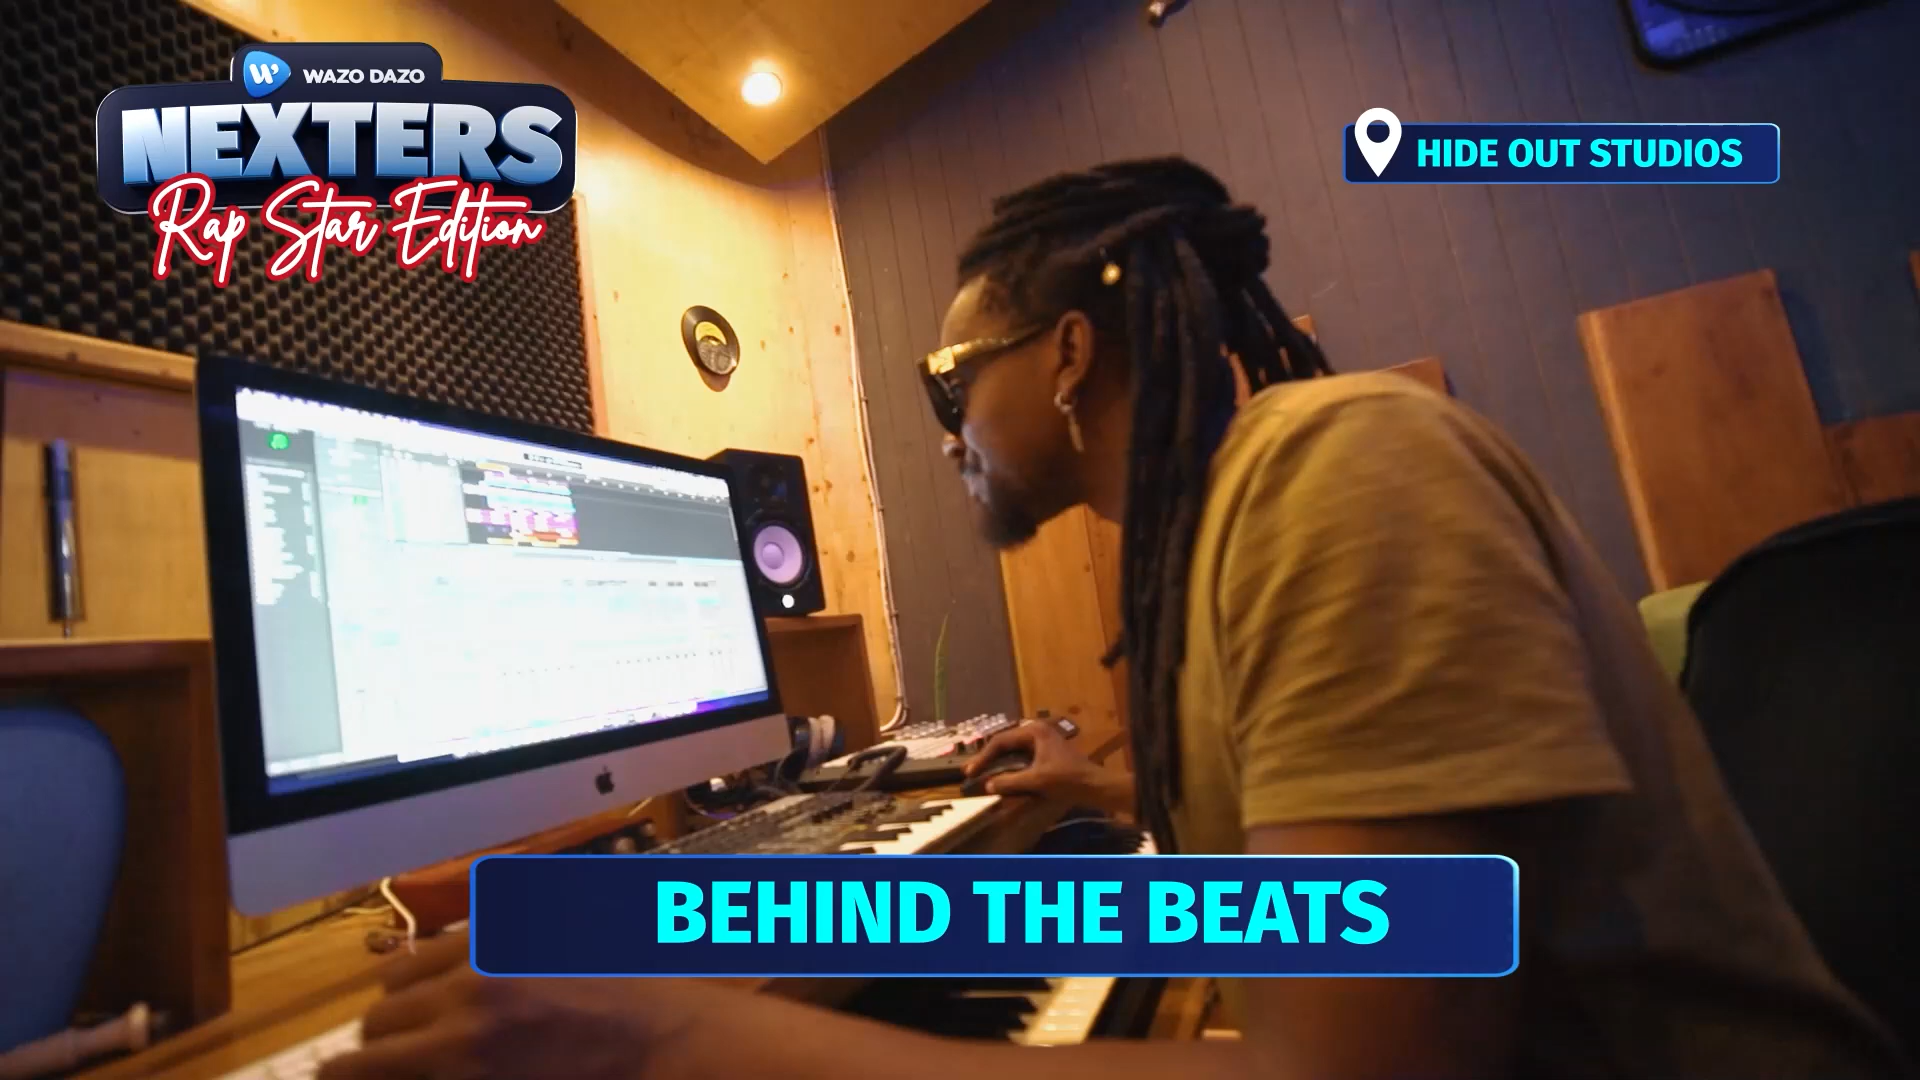 WAZO DAZO
NEXTERS
Rap Star Edition
HIDE OUT STUDIOS
BEHIND THE BEATS